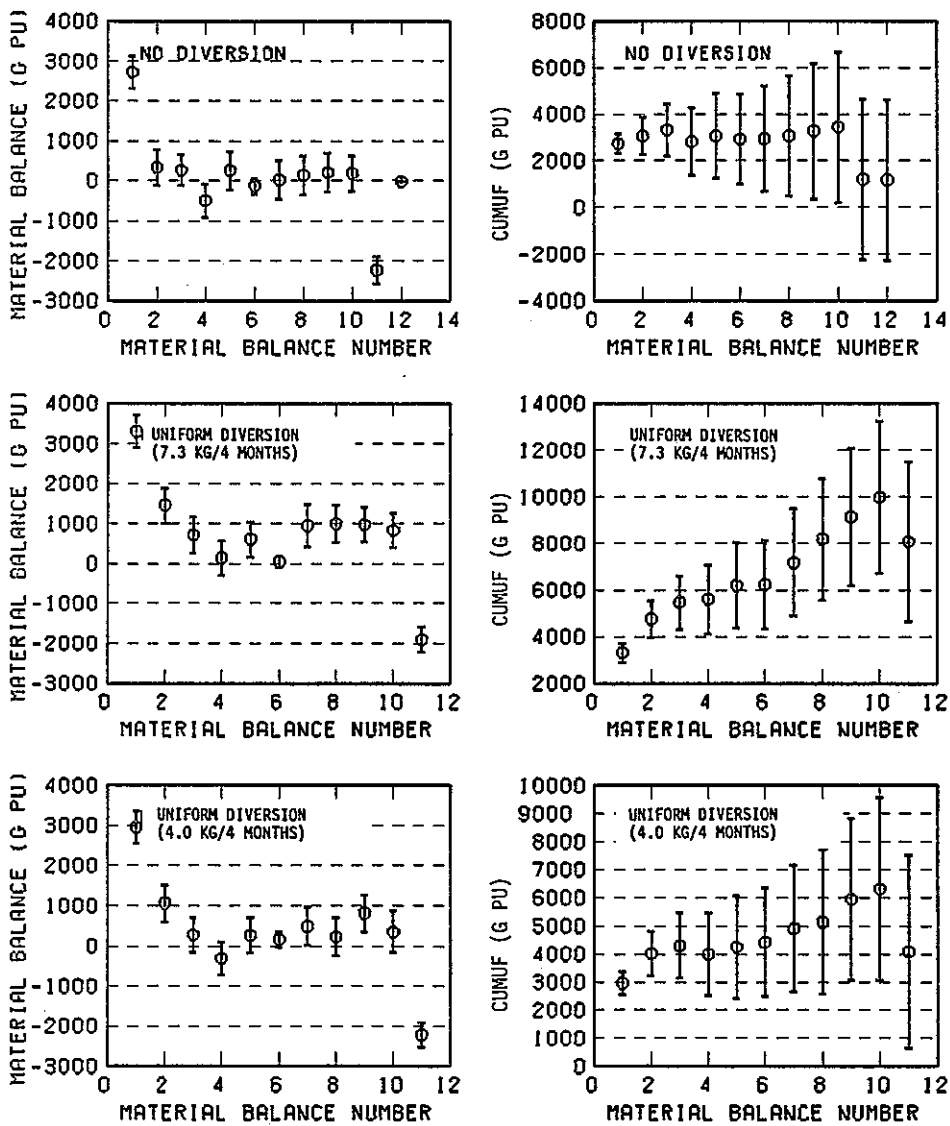 MATERIAL BALANCE (G PU)
4000
3000
2000
1000
0
-1000
-2000
-3000
NO DIVERSION
0 2 4 6 8 10 12 14
MATERIAL BALANCE NUMBER
CUMUF (G PU)
8000
6000
4000
2000
0
-2000
-4000
NO DIVERSION
0 2 4 6 8 10 12 14
MATERIAL BALANCE NUMBER
MATERIAL BALANCE (G PU)
4000
3000
2000
1000
0
-1000
-2000
-3000
UNIFORM DIVERSION
(7.3 KG/4 MONTHS)
0 2 4 6 8 10 12
MATERIAL BALANCE NUMBER
CUMUF (G PU)
14000
12000
10000
8000
6000
4000
2000
UNIFORM DIVERSION
(7.3 KG/4 MONTHS)
0 2 4 6 8 10 12
MATERIAL BALANCE NUMBER
MATERIAL BALANCE (G PU)
4000
3000
2000
1000
0
-1000
-2000
-3000
UNIFORM DIVERSION
(4.0 KG/4 MONTHS)
0 2 4 6 8 10 12
MATERIAL BALANCE NUMBER
CUMUF (G PU)
10000
9000
8000
7000
6000
5000
4000
3000
2000
1000
0
UNIFORM DIVERSION
(4.0 KG/4 MONTHS)
0 2 4 6 8 10 12
MATERIAL BALANCE NUMBER